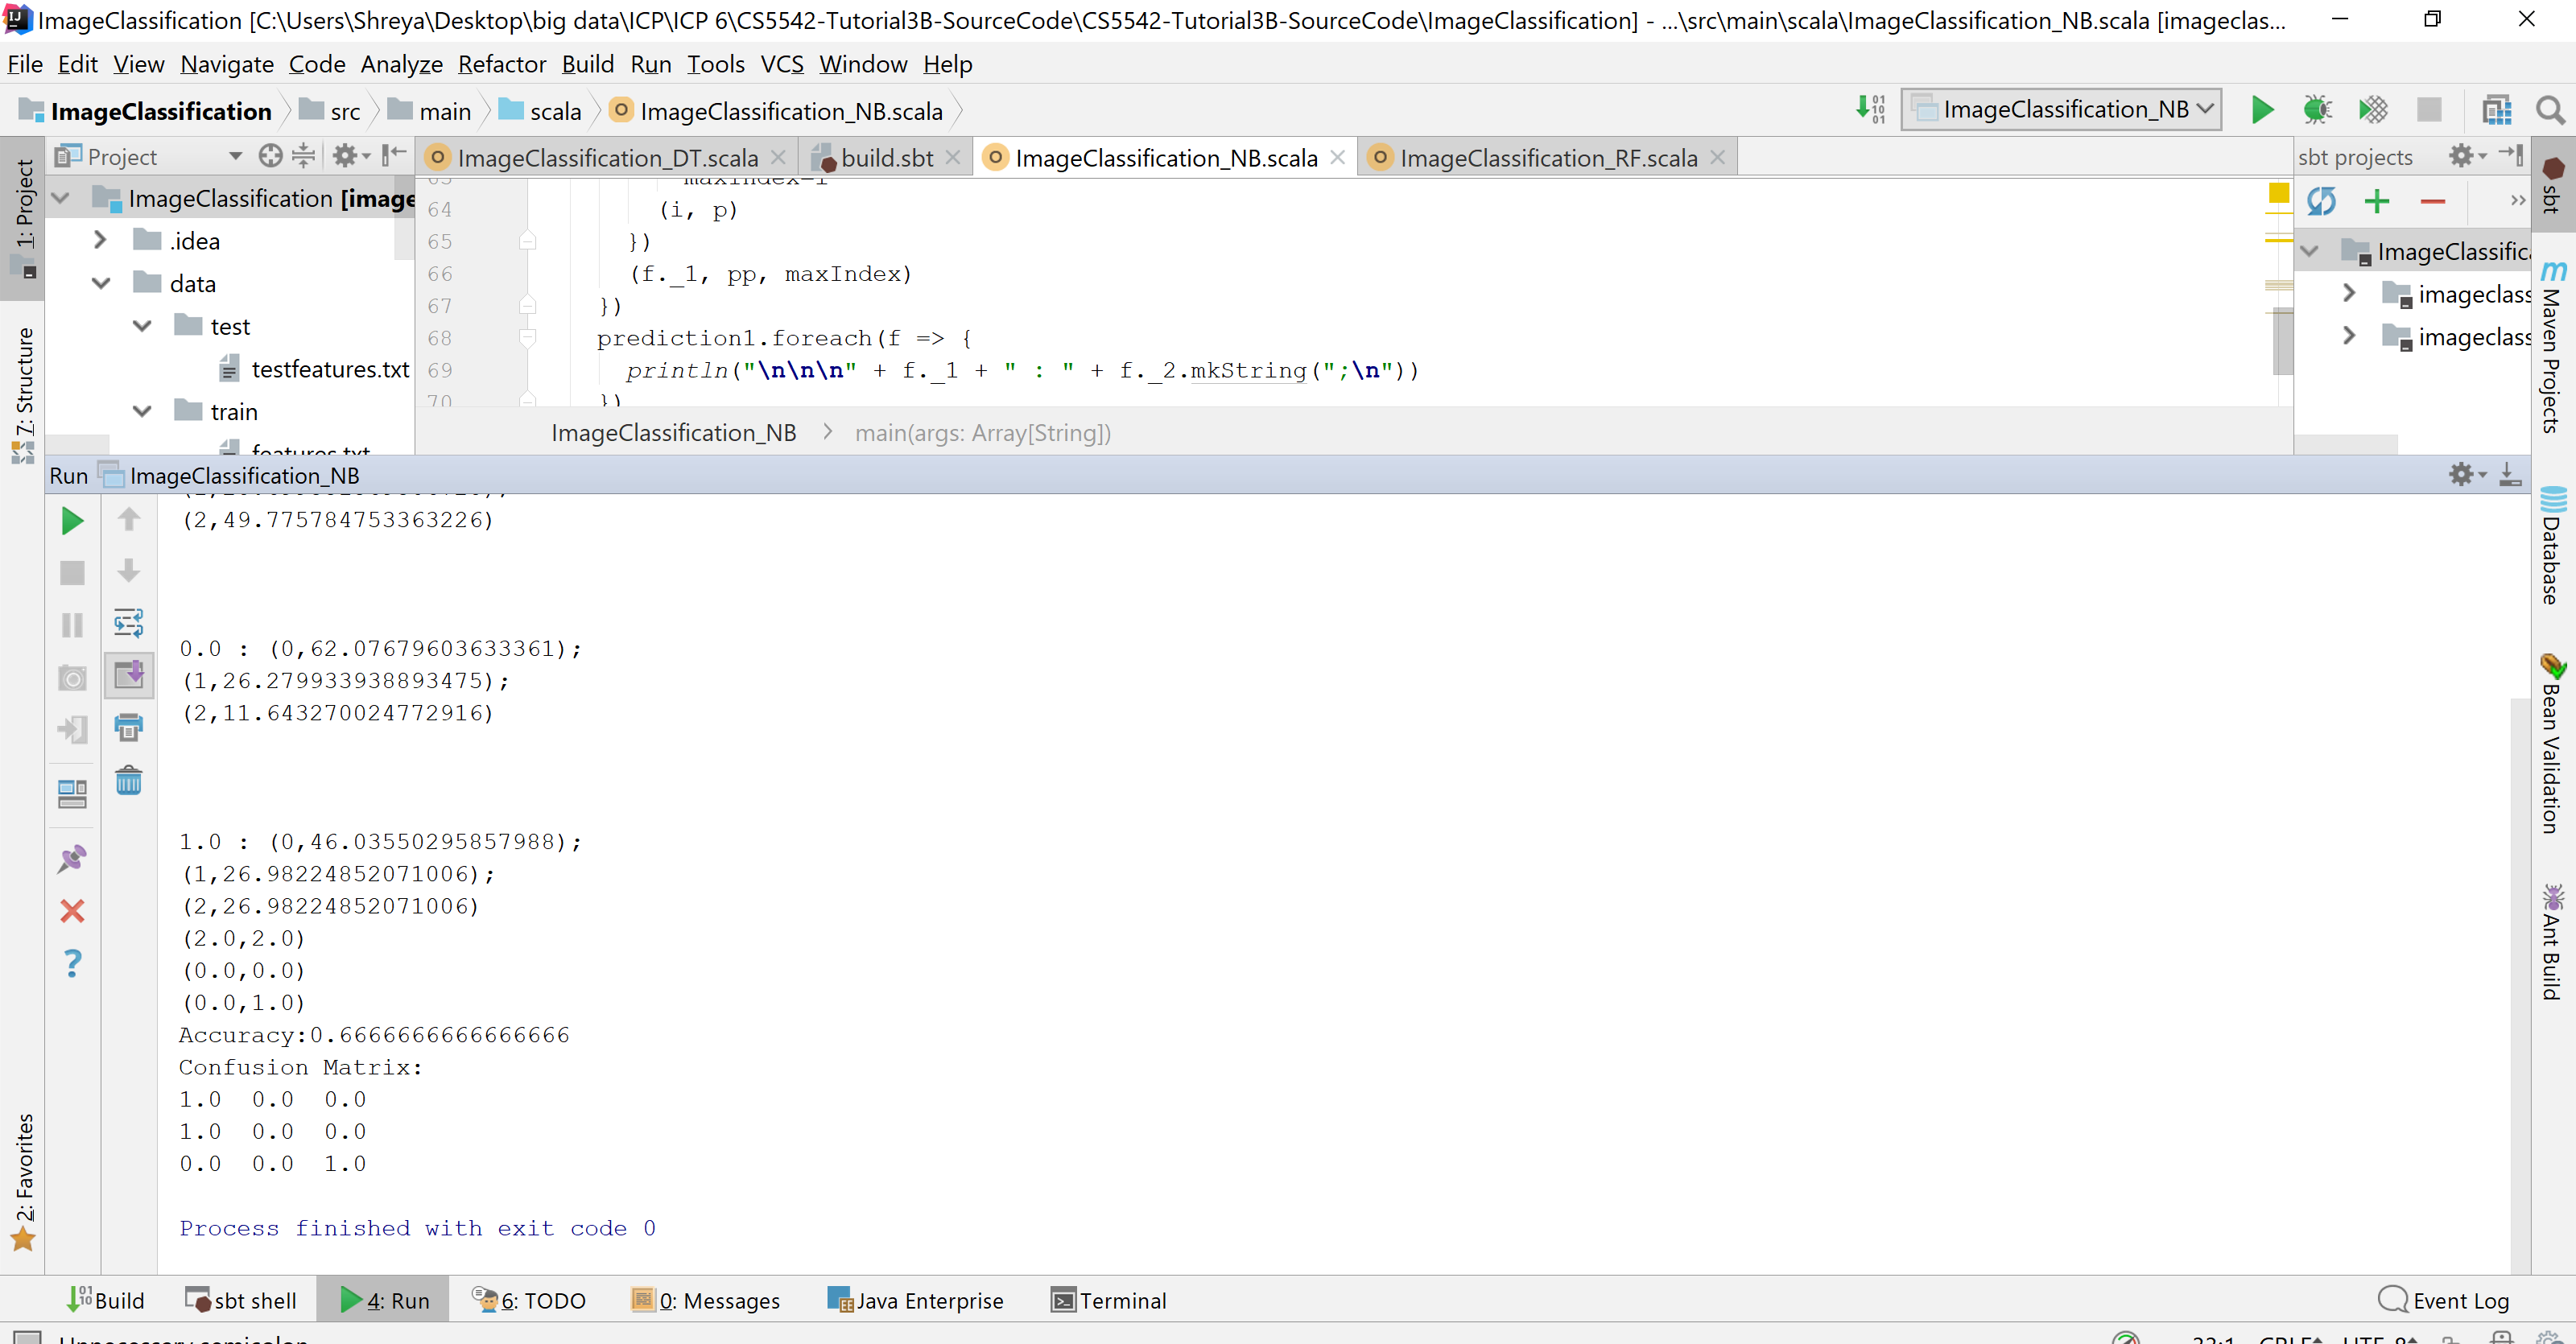 ImageClassification [C:\Users\Shreya\Desktop\big data\ICP\ICP 6\CS5542-Tutorial3B-SourceCode\CS5542-Tutorial3B-SourceCode\ImageClassification] - ...\src\main\scala\ImageClassification_NB.scala [imageclas...
File Edit View Navigate Code Analyze Refactor Build Run Tools VCS Window Help
ImageClassification src main scala ImageClassification_NB.scala
ImageClassification_NB
Project
ImageClassification_DT.scala build.sbt ImageClassification_NB.scala ImageClassification_RF.scala
sbt projects
1: Project
7: Structure
2: Favorites
ImageClassification [image
.idea
data
test
testfeatures.txt
train
features.txt
maxIndex=i
64 (i, p)
65 })
66 (f._1, pp, maxIndex)
67 })
68 prediction1.foreach(f => {
69 println("\n\n\n" + f._1 + " : " + f._2.mkString(";\n"))
70 })
ImageClassification_NB > main(args: Array[String])
ImageClassific
imageclass
imageclass
sbt
Maven Projects
Database
Bean Validation
Ant Build
Run ImageClassification_NB
(2,49.775784753363226)
0.0 : (0,62.07679603633361);
(1,26.279933938893475);
(2,11.643270024772916)
1.0 : (0,46.03550295857988);
(1,26.98224852071006);
(2,26.98224852071006)
(2.0,2.0)
(0.0,0.0)
(0.0,1.0)
Accuracy:0.6666666666666666
Confusion Matrix:
1.0 0.0 0.0
1.0 0.0 0.0
0.0 0.0 1.0
Process finished with exit code 0
Build sbt shell 4: Run 6: TODO 0: Messages Java Enterprise Terminal Event Log
Unnecessary semicolon